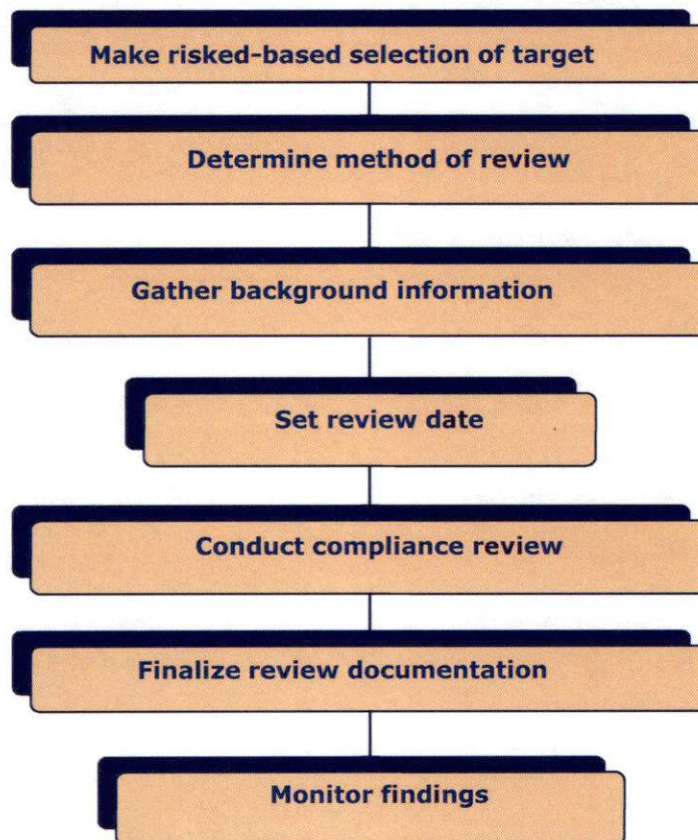 Make risked-based selection of target
Determine method of review
Gather background information
Set review date
Conduct compliance review
Finalize review documentation
Monitor findings